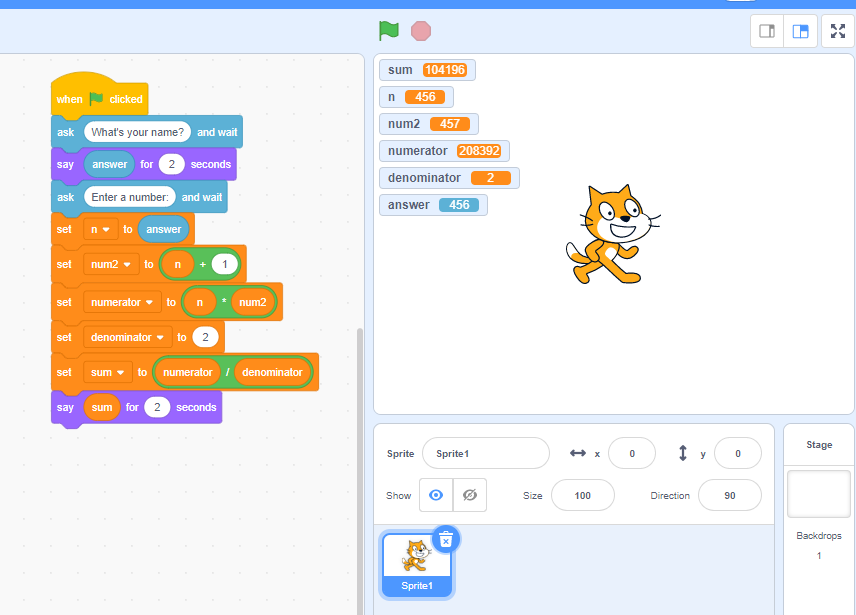 when clicked
ask What's your name? and wait
say answer for 2 seconds
ask Enter a number: and wait
set n to answer
set num2 to n + 1
set numerator to n * num2
set denominator to 2
set sum to numerator / denominator
say sum for 2 seconds
sum 104196
n 456
num2 457
numerator 208392
denominator 2
answer 456
Sprite Sprite1 x 0 y 0
Show Size 100 Direction 90
Sprite1
Stage
Backdrops
1